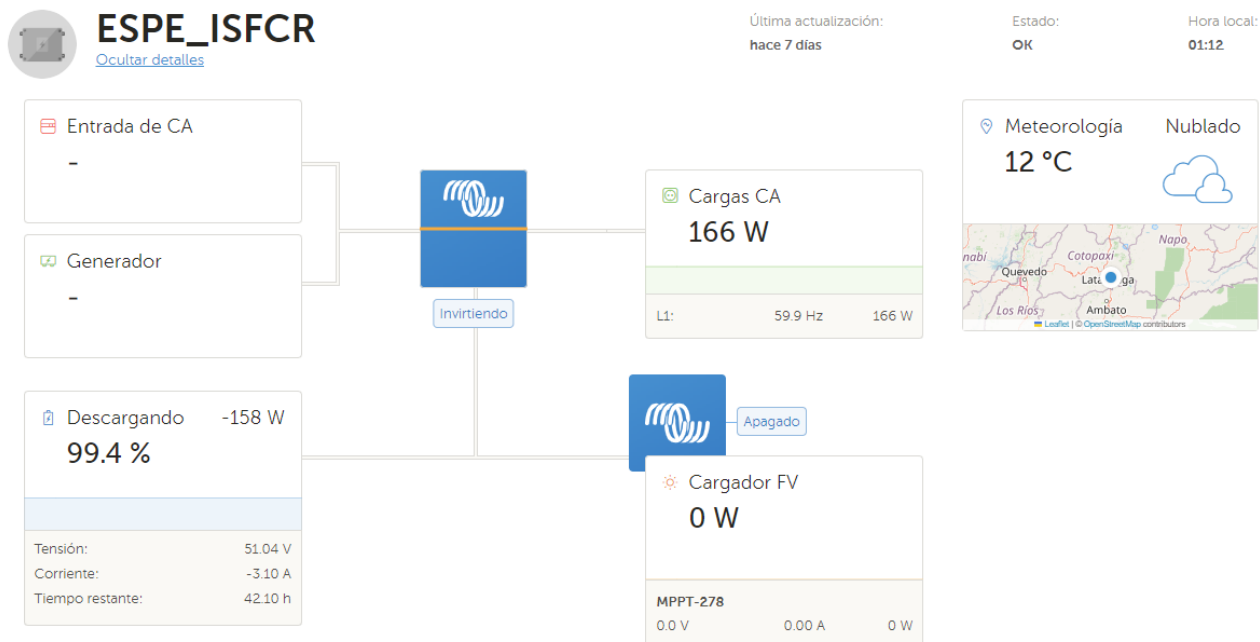 ESPE_ISFCR
Ocultar detalles
Última actualización:
hace 7 días
Estado:
OK
Hora local:
01:12
Entrada de CA
-
Generador
-
Invirtiendo
Cargas CA
166 W
L1: 59.9 Hz 166 W
Meteorología Nublado
12 °C
Napo
Cotopaxi
Quevedo
Los Ríos
Ambato
Leaflet | © OpenStreetMap contributors
Descargando -158 W
99.4 %
Tensión: 51.04 V
Corriente: -3.10 A
Tiempo restante: 42.10 h
Apagado
Cargador FV
0 W
MPPT-278
0.0 V 0.00 A 0 W